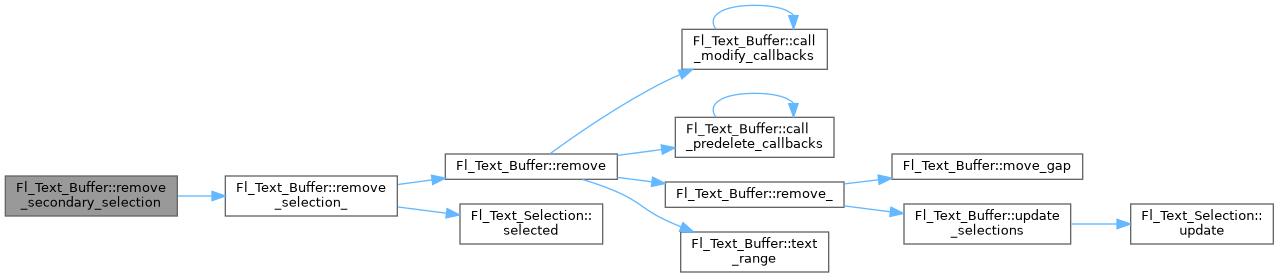 Fl_Text_Buffer::remove
_secondary_selection
Fl_Text_Buffer::remove
_selection_
Fl_Text_Buffer::remove
Fl_Text_Selection::
selected
Fl_Text_Buffer::call
_modify_callbacks
Fl_Text_Buffer::call
_predelete_callbacks
Fl_Text_Buffer::remove_
Fl_Text_Buffer::text
_range
Fl_Text_Buffer::move_gap
Fl_Text_Buffer::update
_selections
Fl_Text_Selection::
update